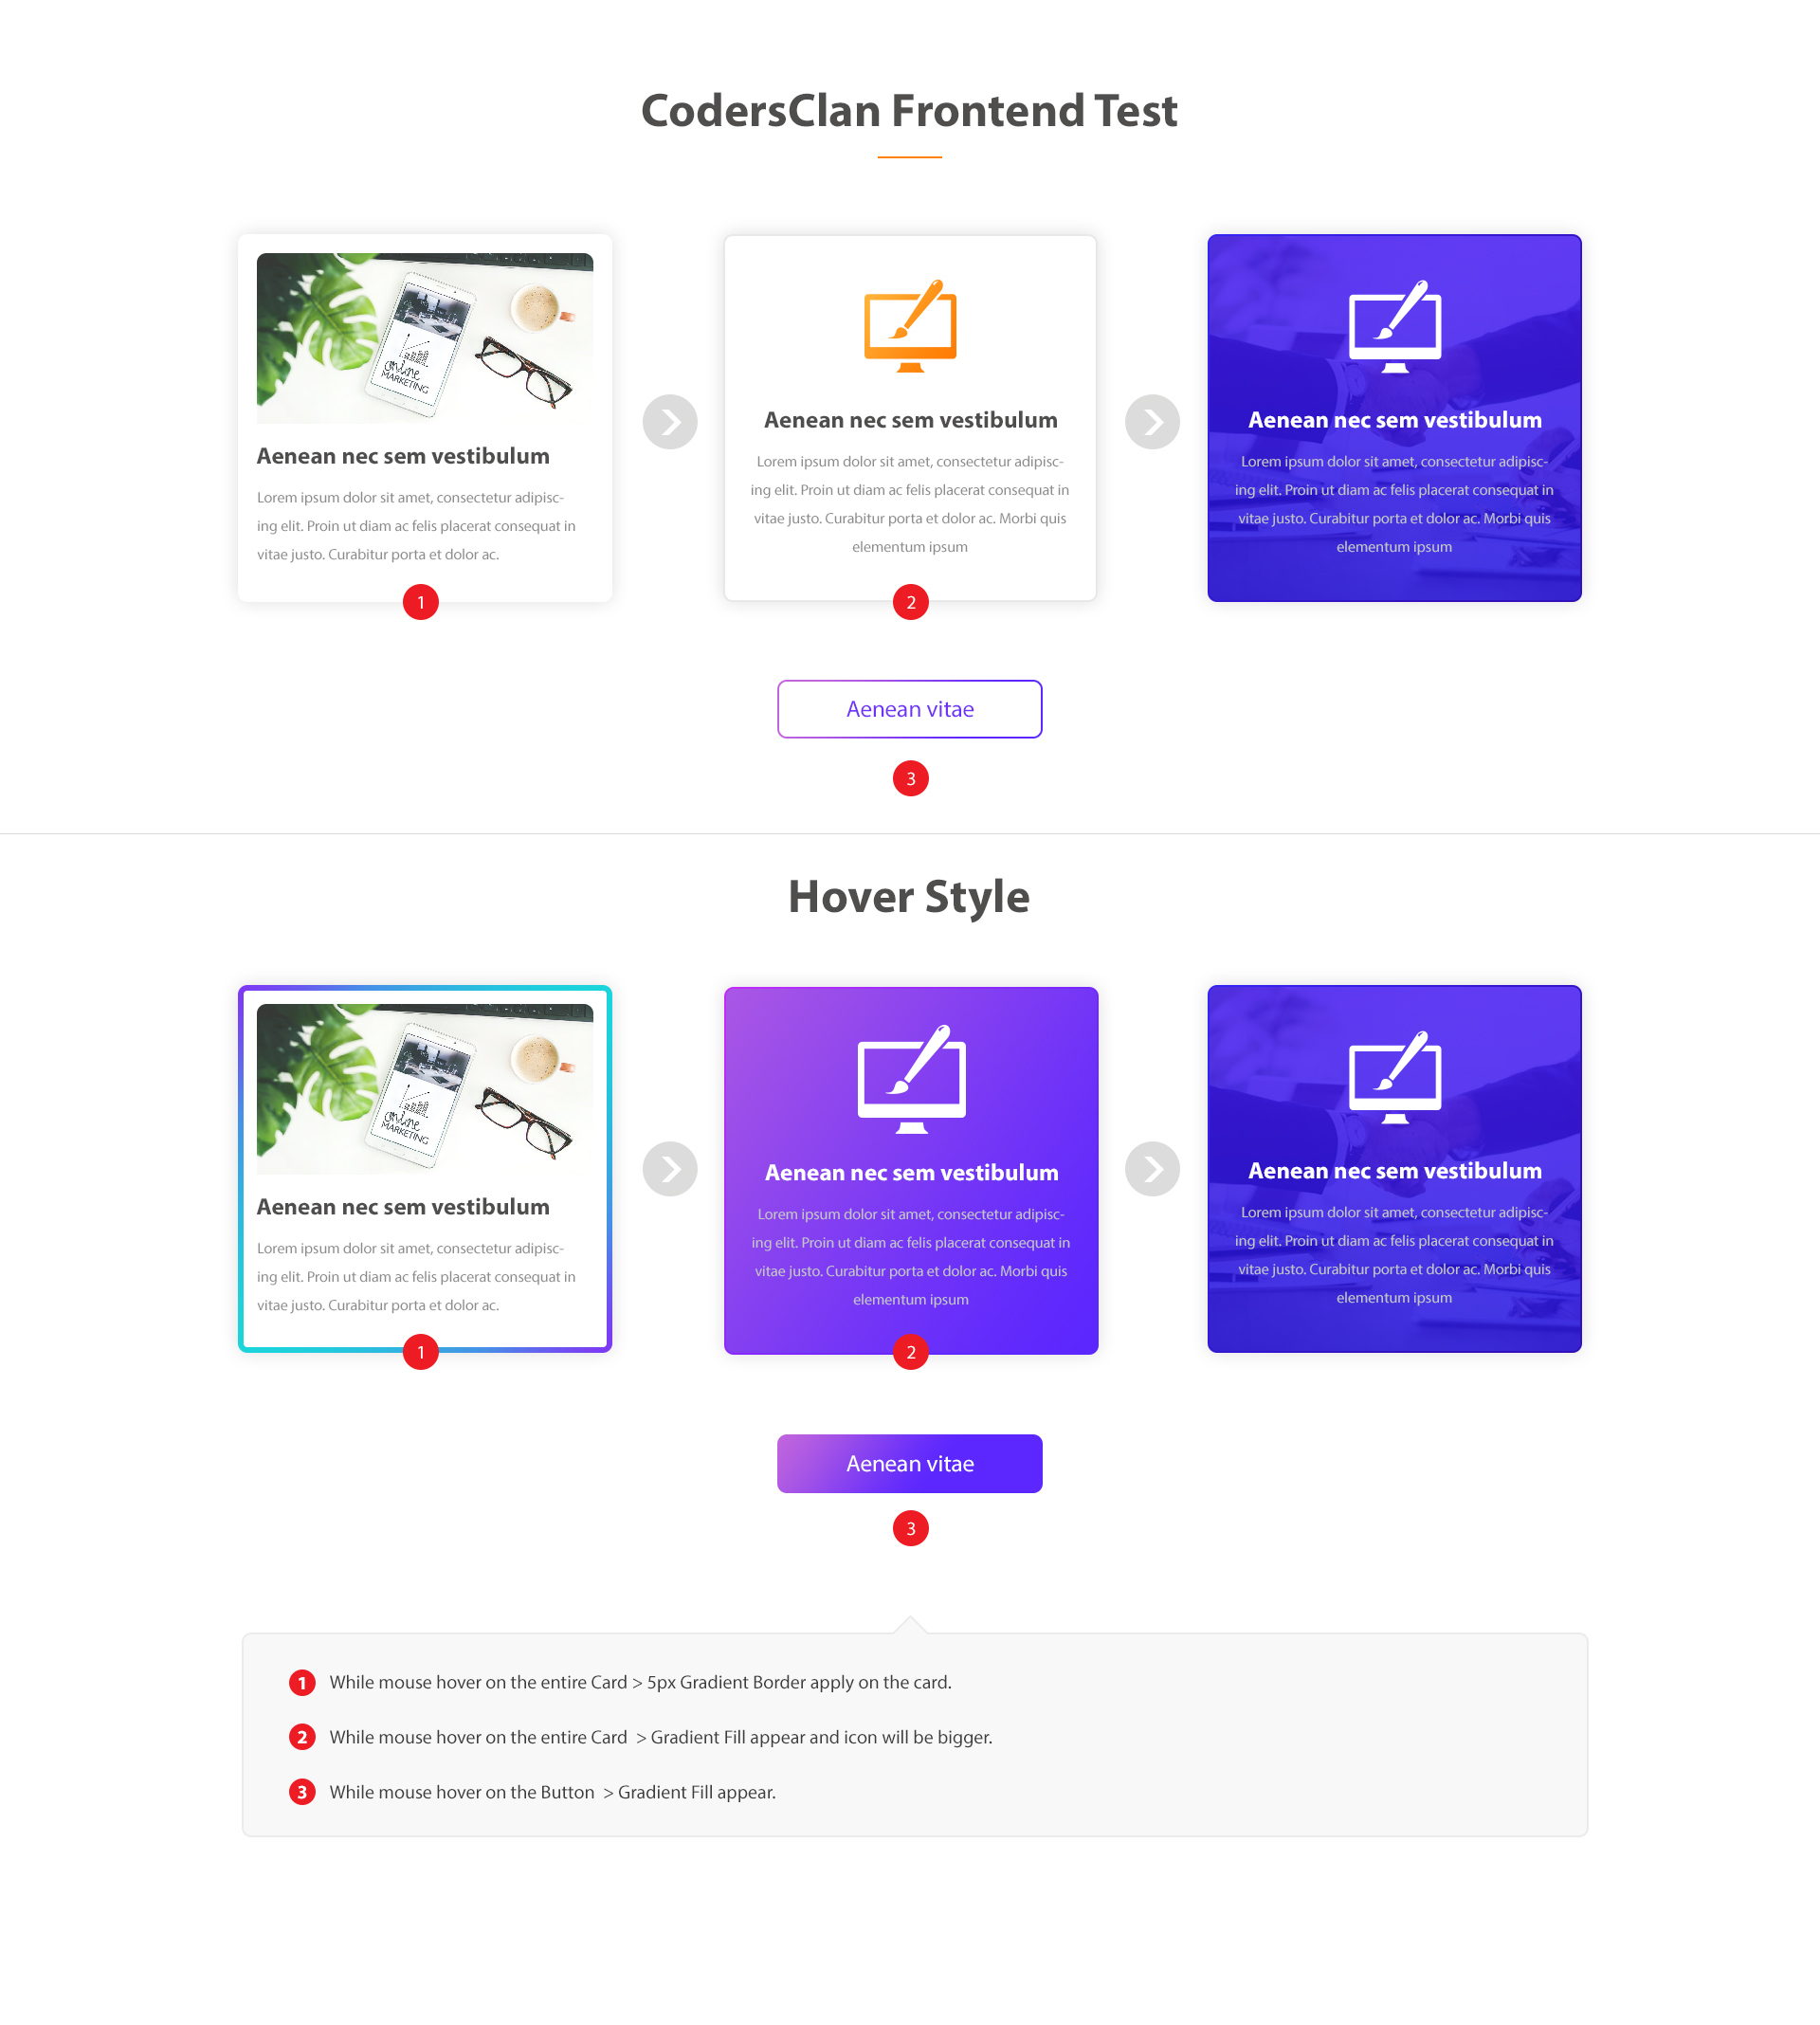 CodersClan Frontend Test
online
MARKETING
Aenean nec sem vestibulum
Lorem ipsum dolor sit amet, consectetur adipisc-
ing elit. Proin ut diam ac felis placerat consequat in
vitae justo. Curabitur porta et dolor ac.
1
Aenean nec sem vestibulum
Lorem ipsum dolor sit amet, consectetur adipisc-
ing elit. Proin ut diam ac felis placerat consequat in
vitae justo. Curabitur porta et dolor ac. Morbi quis
elementum ipsum
2
Aenean nec sem vestibulum
Lorem ipsum dolor sit amet, consectetur adipisc-
ing elit. Proin ut diam ac felis placerat consequat in
vitae justo. Curabitur porta et dolor ac. Morbi quis
elementum ipsum
Aenean vitae
3
Hover Style
online
MARKETING
Aenean nec sem vestibulum
Lorem ipsum dolor sit amet, consectetur adipisc-
ing elit. Proin ut diam ac felis placerat consequat in
vitae justo. Curabitur porta et dolor ac.
1
Aenean nec sem vestibulum
Lorem ipsum dolor sit amet, consectetur adipisc-
ing elit. Proin ut diam ac felis placerat consequat in
vitae justo. Curabitur porta et dolor ac. Morbi quis
elementum ipsum
2
Aenean nec sem vestibulum
Lorem ipsum dolor sit amet, consectetur adipisc-
ing elit. Proin ut diam ac felis placerat consequat in
vitae justo. Curabitur porta et dolor ac. Morbi quis
elementum ipsum
Aenean vitae
3
1 While mouse hover on the entire Card > 5px Gradient Border apply on the card.
2 While mouse hover on the entire Card > Gradient Fill appear and icon will be bigger.
3 While mouse hover on the Button > Gradient Fill appear.